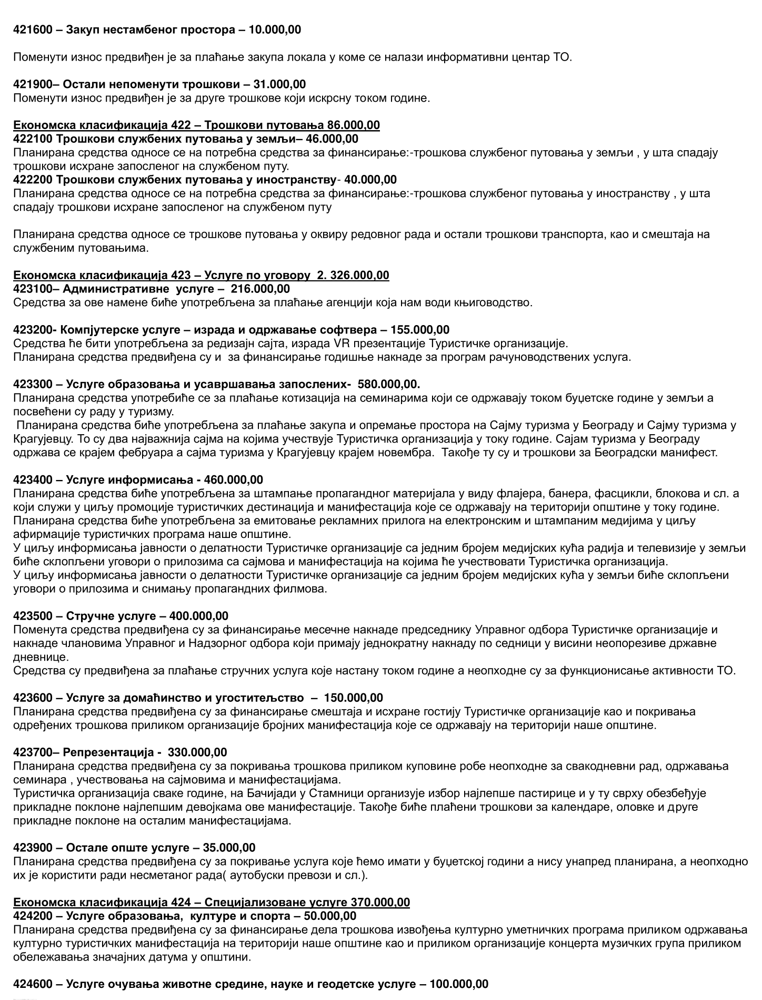 421600 – Закуп нестамбеног простора – 10.000,00
Поменути износ предвиђен је за плаћање закупа локала у коме се налази информативни центар ТО.
421900– Остали непоменути трошкови – 31.000,00
Поменути износ предвиђен је за друге трошкове који искрсну током године.
Економска класификација 422 – Трошкови путовања 86.000,00
422100 Трошкови службених путовања у земљи– 46.000,00
Планирана средства односе се на потребна средства за финансирање:-трошкова службеног путовања у земљи , у шта спадају
трошкови исхране запосленог на службеном путу.
422200 Трошкови службених путовања у иностранству- 40.000,00
Планирана средства односе се на потребна средства за финансирање:-трошкова службеног путовања у иностранству , у шта
спадају трошкови исхране запосленог на службеном путу
Планирана средства односе се трошкове путовања у оквиру редовног рада и остали трошкови транспорта, као и смештаја на
службеним путовањима.
Економска класификација 423 – Услуге по уговору  2. 326.000,00
423100– Административне  услуге –  216.000,00
Средства за ове намене биће употребљена за плаћање агенцији која нам води књиговодство.
423200- Компјутерске услуге – израда и одржавање софтвера – 155.000,00
Средства ће бити употребљена за редизајн сајта, израда VR презентације Туристичке организације.
Планирана средства предвиђена су и  за финансирање годишње накнаде за програм рачуноводствених услуга.
423300 – Услуге образовања и усавршавања запослених-  580.000,00.
Планирана средства употребиће се за плаћање котизација на семинарима који се одржавају током буџетске године у земљи а
посвећени су раду у туризму.
Планирана средства биће употребљена за плаћање закупа и опремање простора на Сајму туризма у Београду и Сајму туризма у
Крагујевцу. То су два најважнија сајма на којима учествује Туристичка организација у току године. Сајам туризма у Београду
одржава се крајем фебруара а сајма туризма у Крагујевцу крајем новембра.  Такође ту су и трошкови за Београдски манифест.
423400 – Услуге информисања - 460.000,00
Планирана средства биће употребљена за штампање пропагандног материјала у виду флајера, банера, фасцикли, блокова и сл. а
који служи у циљу промоције туристичких дестинација и манифестација које се одржавају на територији општине у току године.
Планирана средства биће употребљена за емитовање рекламних прилога на електронским и штампаним медијима у циљу
афирмације туристичких програма наше општине.
У циљу информисања јавности о делатности Туристичке организације са једним бројем медијских кућа радија и телевизије у земљи
биће склопљени уговори о прилозима са сајмова и манифестација на којима ће учествовати Туристичка организација.
У циљу информисања јавности о делатности Туристичке организације са једним бројем медијских кућа у земљи биће склопљени
уговори о прилозима и снимању пропагандних филмова.
423500 – Стручне услуге – 400.000,00
Поменута средства предвиђена су за финансирање месечне накнаде председнику Управног одбора Туристичке организације и
накнаде члановима Управног и Надзорног одбора који примају једнократну накнаду по седници у висини неопорезиве државне
дневнице.
Средства су предвиђена за плаћање стручних услуга које настану током године а неопходне су за функционисање активности ТО.
423600 – Услуге за домаћинство и угоститељство  –  150.000,00
Планирана средства предвиђена су за финансирање смештаја и исхране гостију Туристичке организације као и покривања
одређених трошкова приликом организације бројних манифестација које се одржавају на територији наше општине.
423700– Репрезентација -  330.000,00
Планирана средства предвиђена су за покривања трошкова приликом куповине робе неопходне за свакодневни рад, одржавања
семинара , учествовања на сајмовима и манифестацијама.
Туристичка организација сваке године, на Бачијади у Стамници организује избор најлепше пастирице и у ту сврху обезбеђује
прикладне поклоне најлепшим девојкама ове манифестације. Такође биће плаћени трошкови за календаре, оловке и друге
прикладне поклоне на осталим манифестацијама.
423900 – Остале опште услуге – 35.000,00
Планирана средства предвиђена су за покривање услуга које ћемо имати у буџетској години а нису унапред планирана, а неопходно
их је користити ради несметаног рада( аутобуски превози и сл.).
Економска класификација 424 – Специјализоване услуге 370.000,00
424200 – Услуге образовања,  културе и спорта – 50.000,00
Планирана средства предвиђена су за финансирање дела трошкова извођења културно уметничких програма приликом одржавања
културно туристичких манифестација на територији наше општине као и приликом организације концерта музичких група приликом
обележавања значајних датума у општини.
424600 – Услуге очувања животне средине, науке и геодетске услуге – 100.000,00